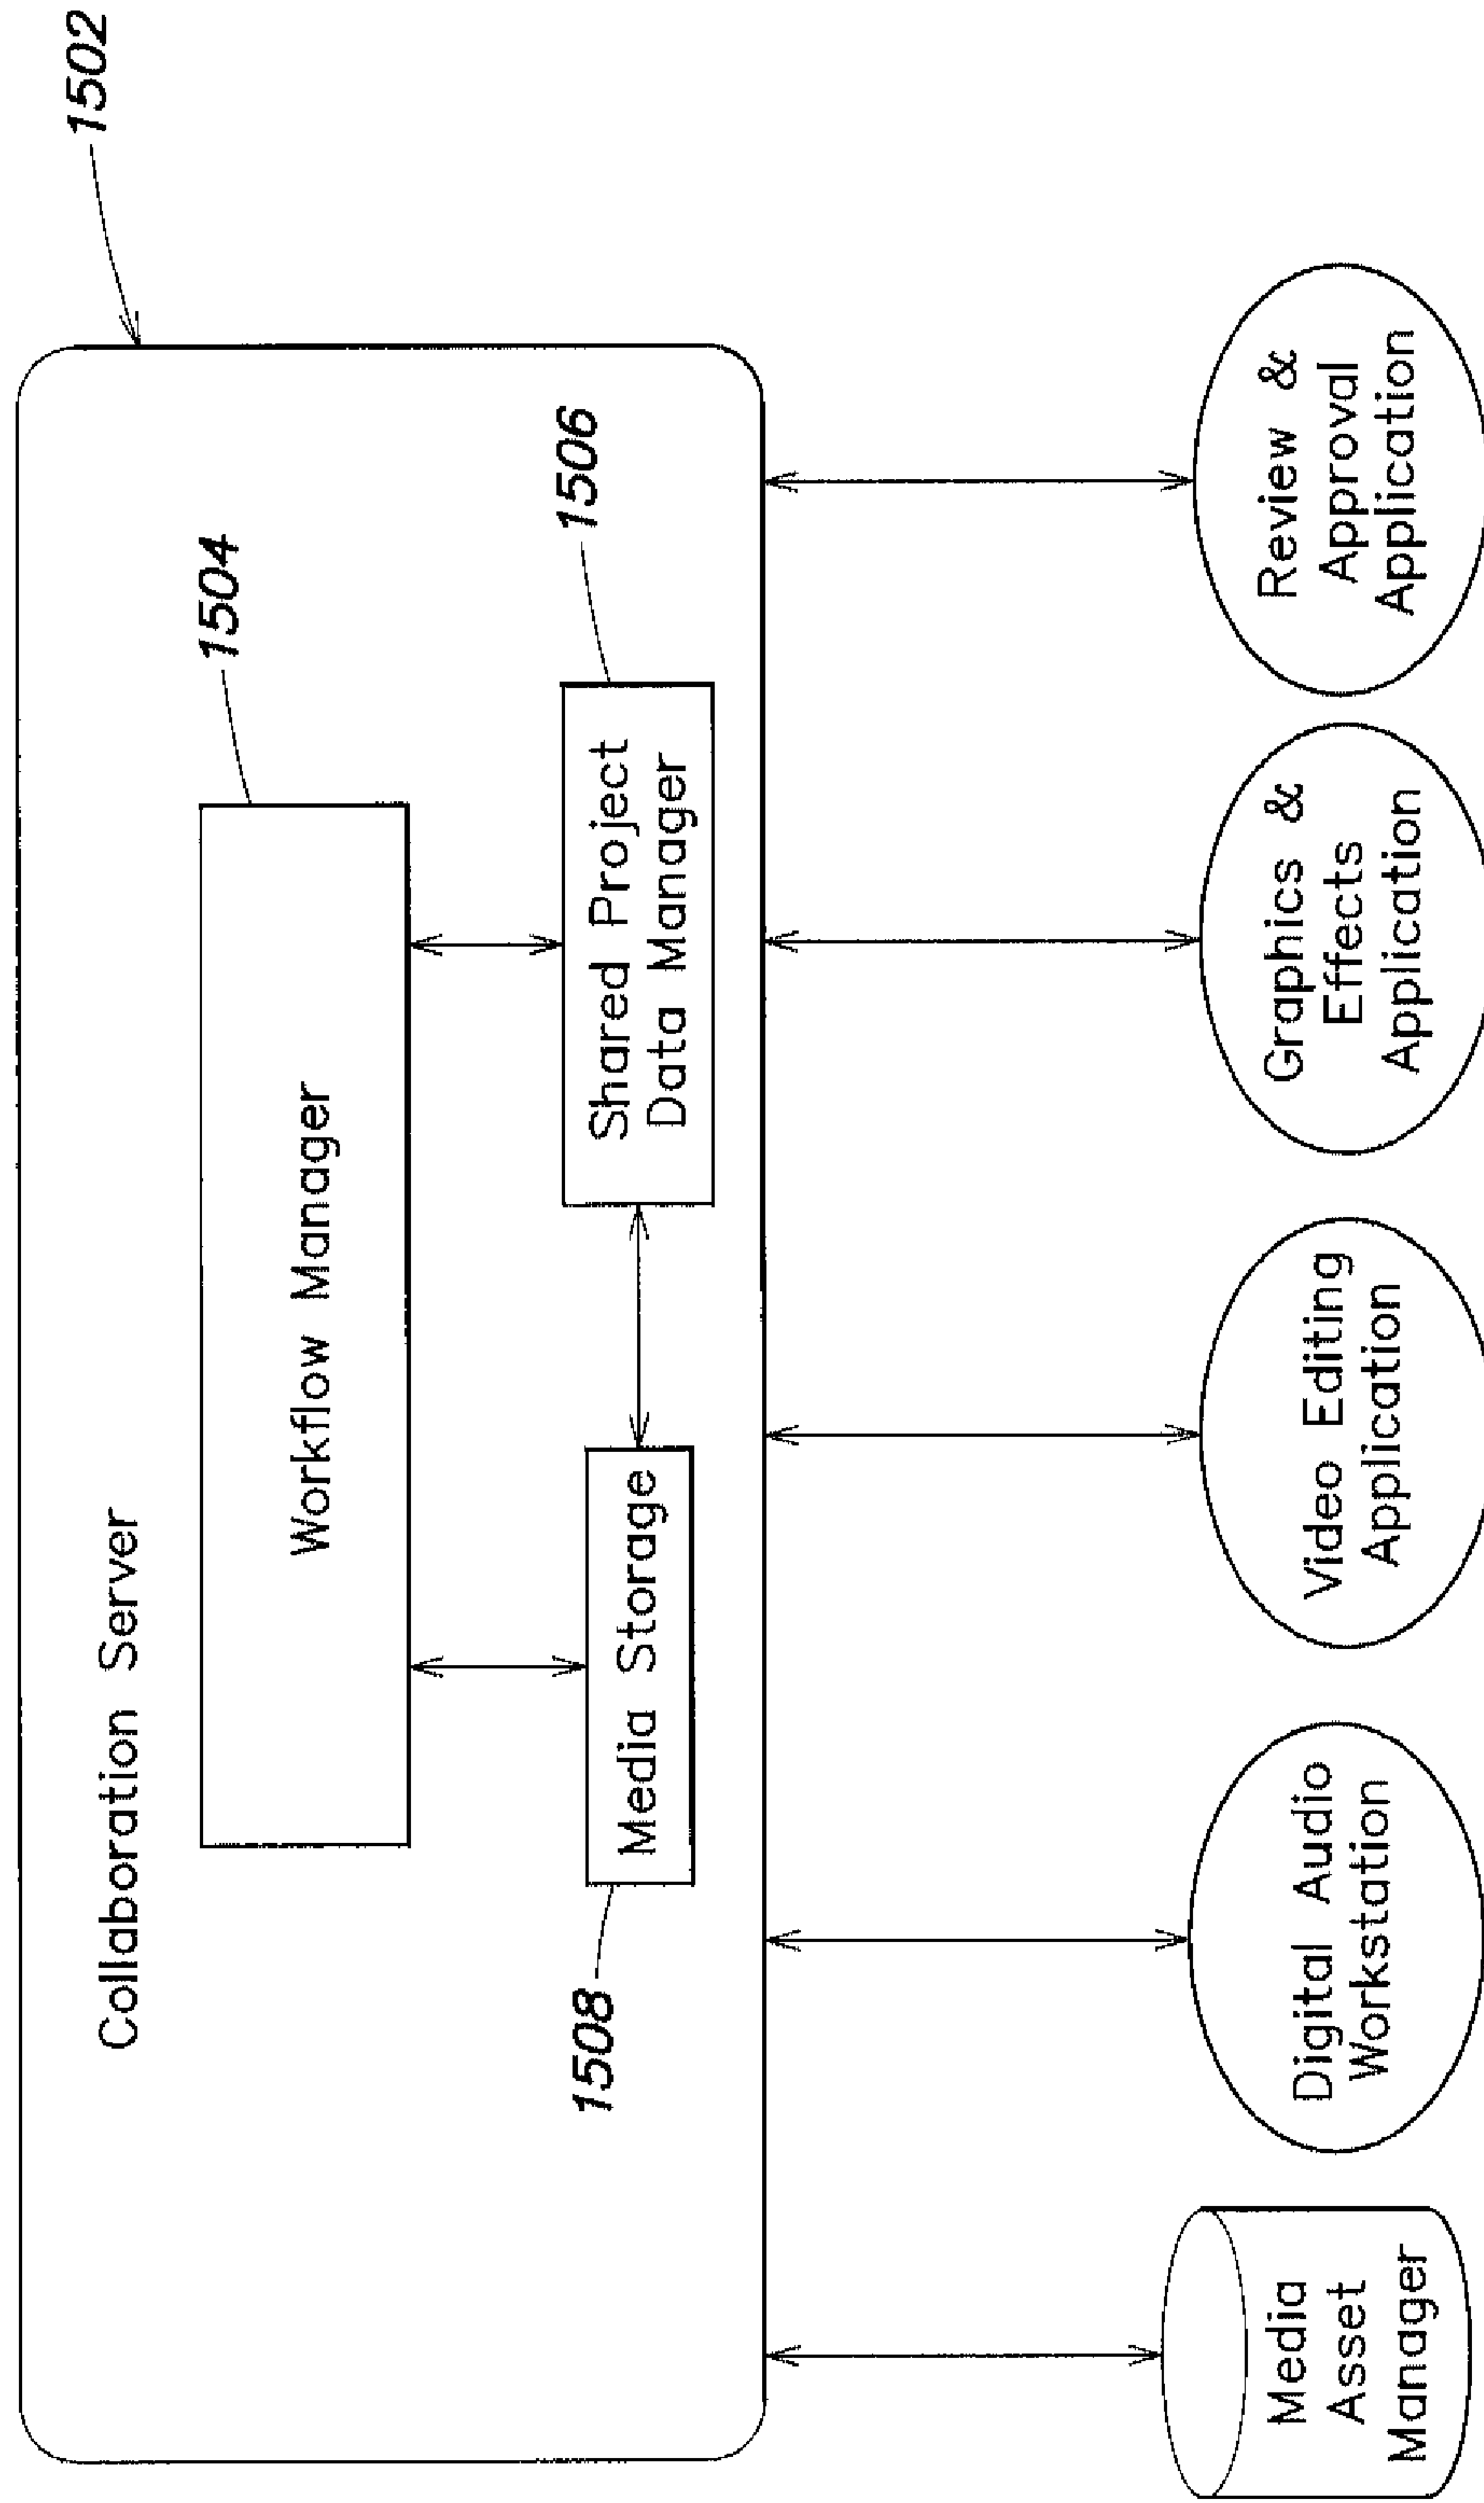 1502
Collaboration Server
1504
Workflow Manager
1506
Shared Project
Data Manager
1508
Media Storage
Media
Asset
Manager
Digital Audio
Workstation
Video Editing
Application
Graphics &
Effects
Application
Review &
Approval
Application